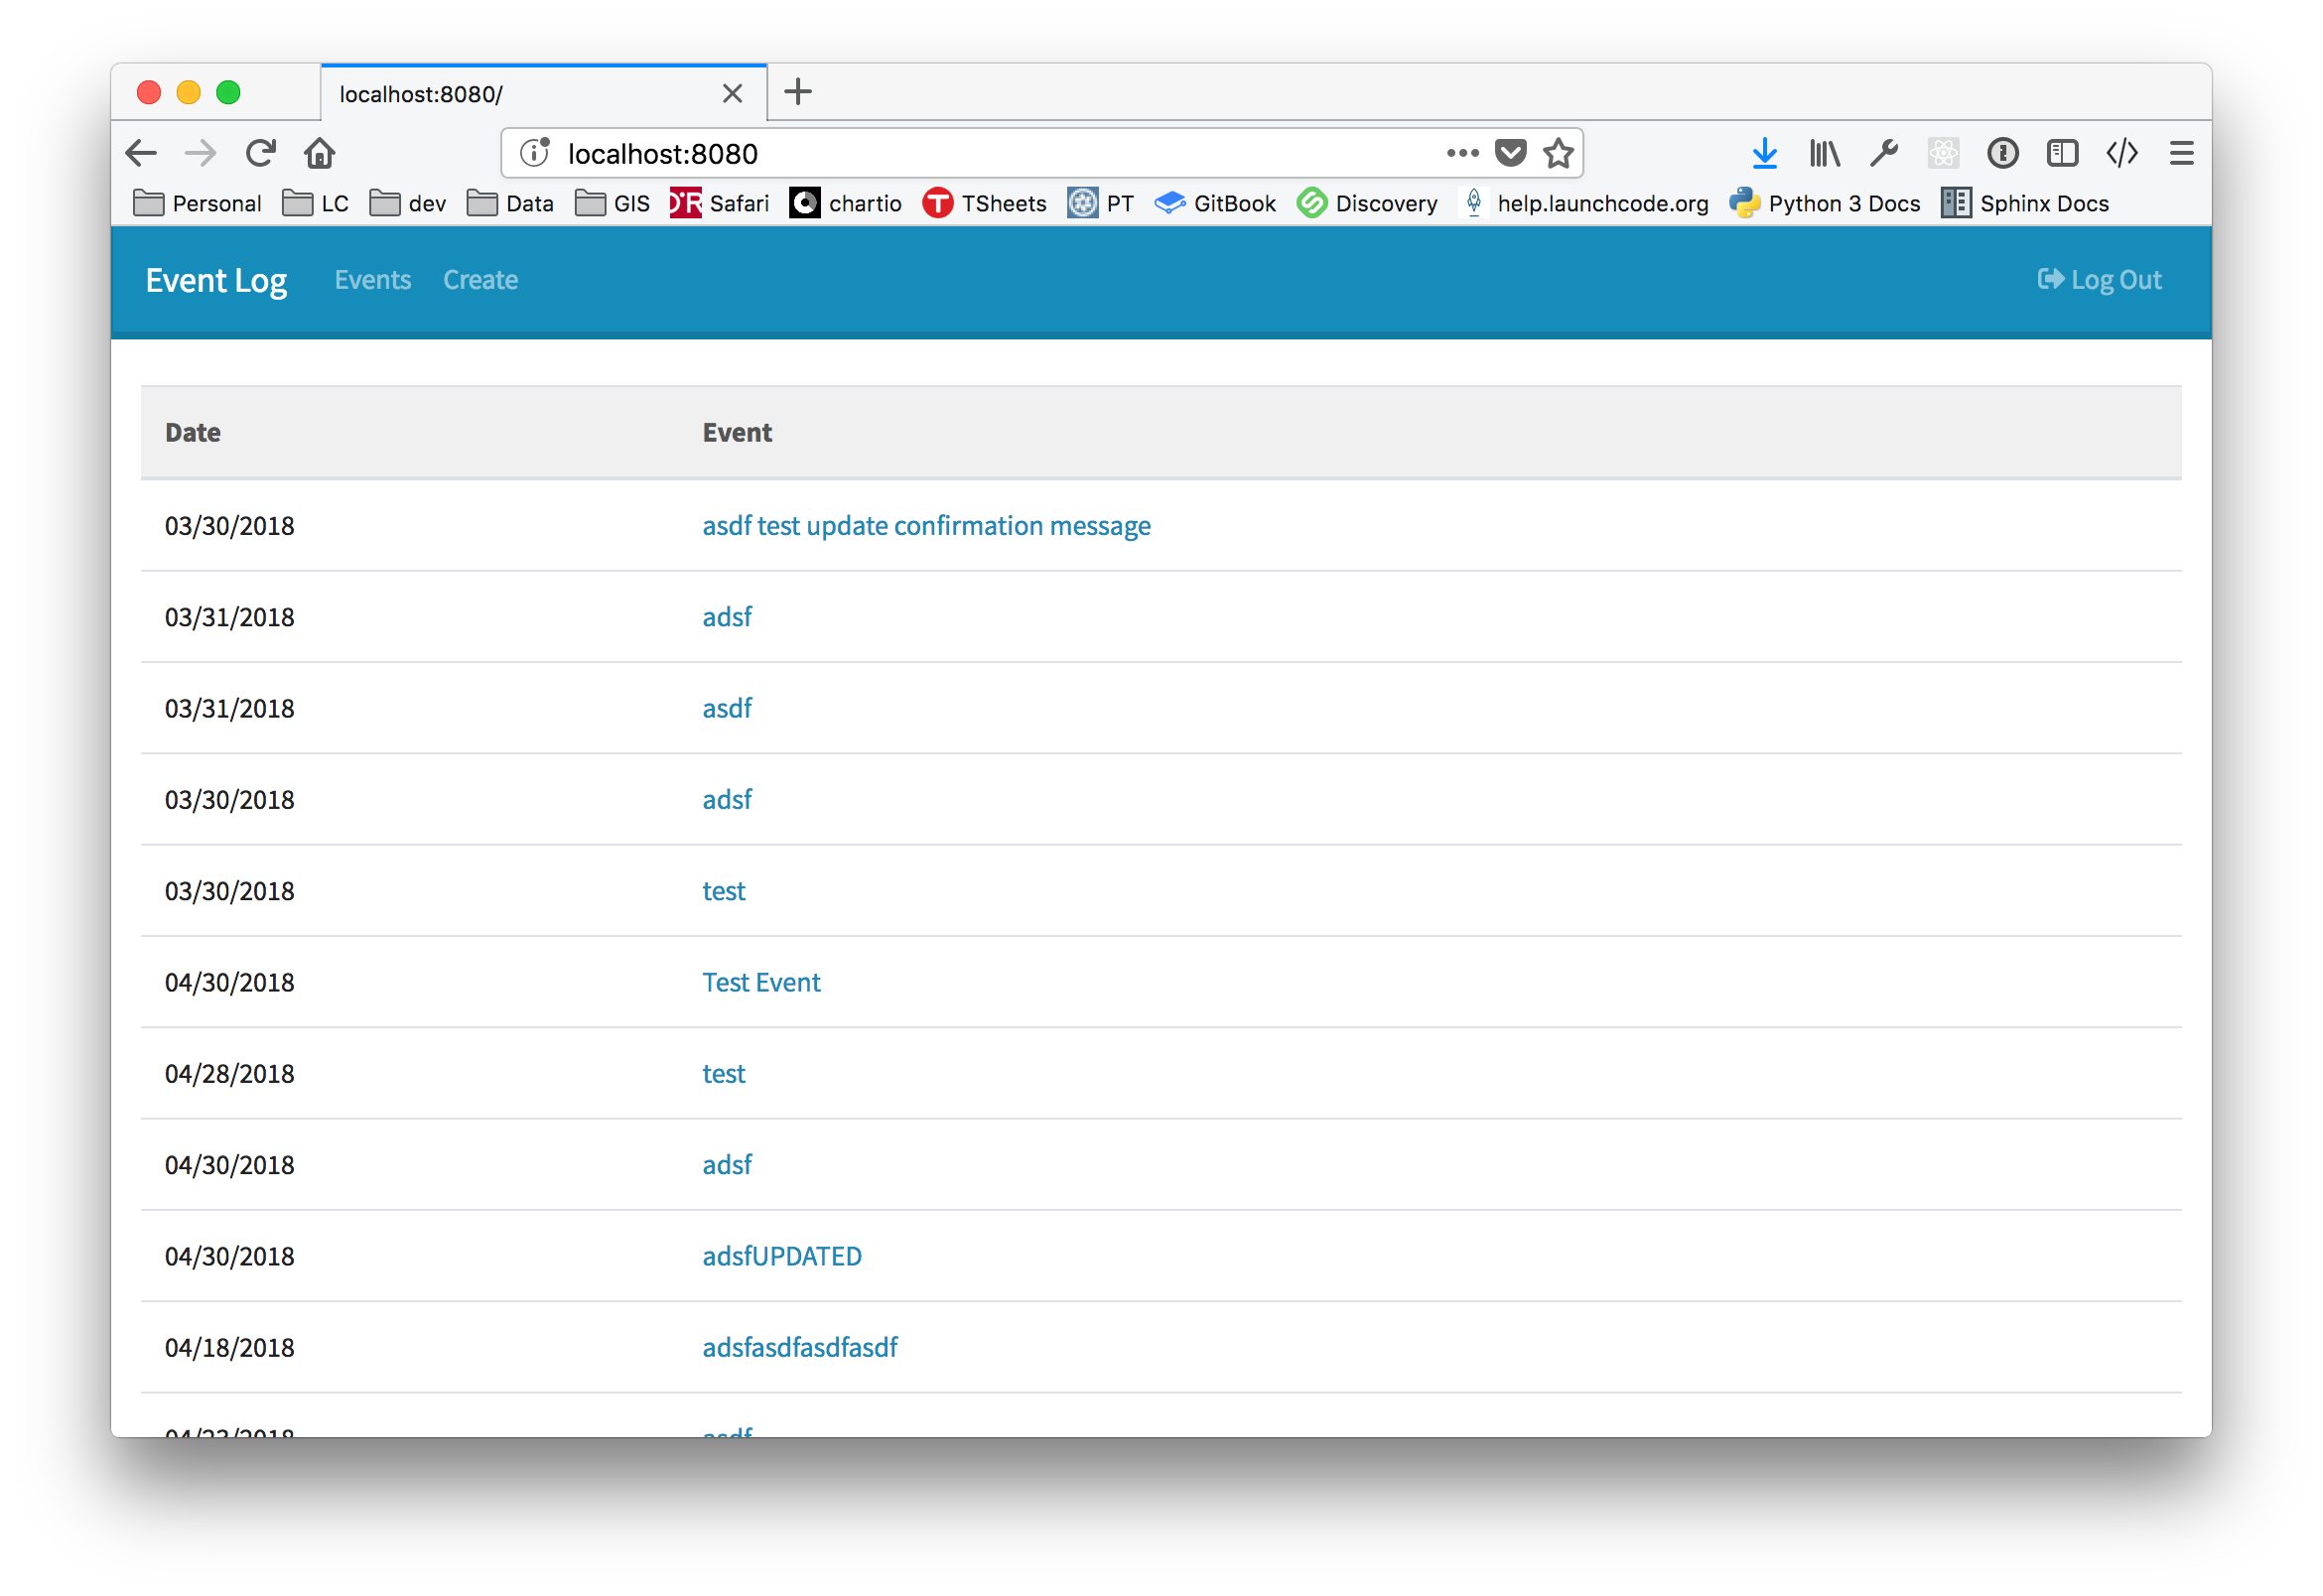 localhost:8080/
localhost:8080
Personal LC dev Data GIS Safari chartio TSheets PT GitBook Discovery help.launchcode.org Python 3 Docs Sphinx Docs
Event Log Events Create Log Out
Date Event
03/30/2018 asdf test update confirmation message
03/31/2018 adsf
03/31/2018 asdf
03/30/2018 adsf
03/30/2018 test
04/30/2018 Test Event
04/28/2018 test
04/30/2018 adsf
04/30/2018 adsfUPDATED
04/18/2018 adsfasdfasdfasdf
04/23/2018 asdf